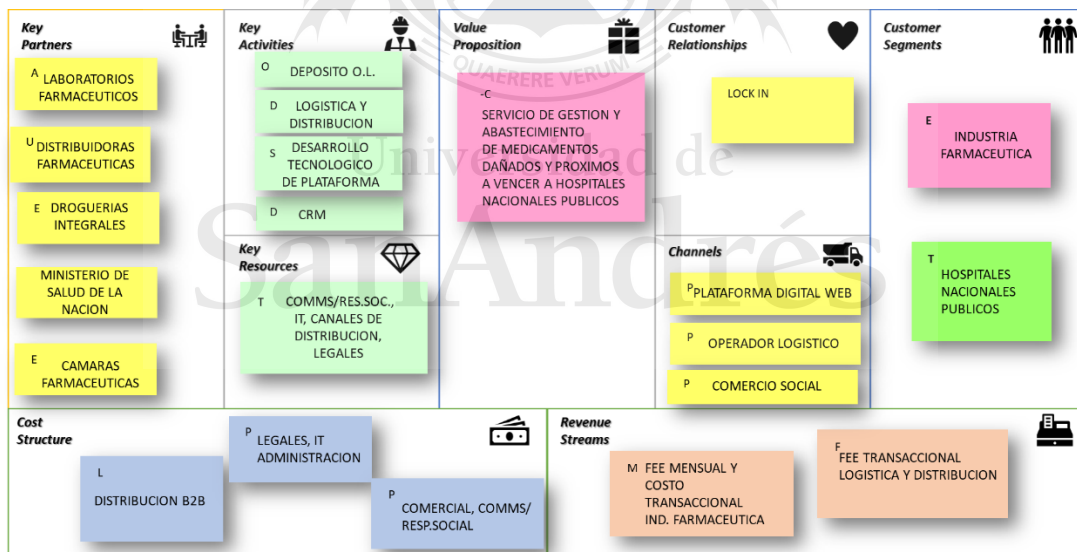 Key
Partners
A LABORATORIOS
FARMACEUTICOS
U DISTRIBUIDORAS
FARMACEUTICAS
E DROGUERIAS
INTEGRALES
MINISTERIO DE
SALUD DE LA
NACION
E CAMARAS
FARMACEUTICAS
Key
Activities
O DEPOSITO O.L.
D LOGISTICA Y
DISTRIBUCION
S DESARROLLO
TECNOLOGICO
DE PLATAFORMA
D CRM
Key
Resources
T COMMS/RES.SOC.,
IT, CANALES DE
DISTRIBUCION,
LEGALES
Value
Proposition
-C
SERVICIO DE GESTION Y
ABASTECIMIENTO
DE MEDICAMENTOS
DAÑADOS Y PROXIMOS
A VENCER A HOSPITALES
NACIONALES PUBLICOS
Customer
Relationships
LOCK IN
Channels
P PLATAFORMA DIGITAL WEB
P OPERADOR LOGISTICO
P COMERCIO SOCIAL
Customer
Segments
E INDUSTRIA
FARMACEUTICA
T HOSPITALES
NACIONALES
PUBLICOS
Cost
Structure
L
DISTRIBUCION B2B
P LEGALES, IT
ADMINISTRACION
P
COMERCIAL, COMMS/
RESP.SOCIAL
Revenue
Streams
M FEE MENSUAL Y
COSTO
TRANSACCIONAL
IND. FARMACEUTICA
F FEE TRANSACCIONAL
LOGISTICA Y DISTRIBUCION
QUAERERE VERUM
Universidad de
SanAndrés